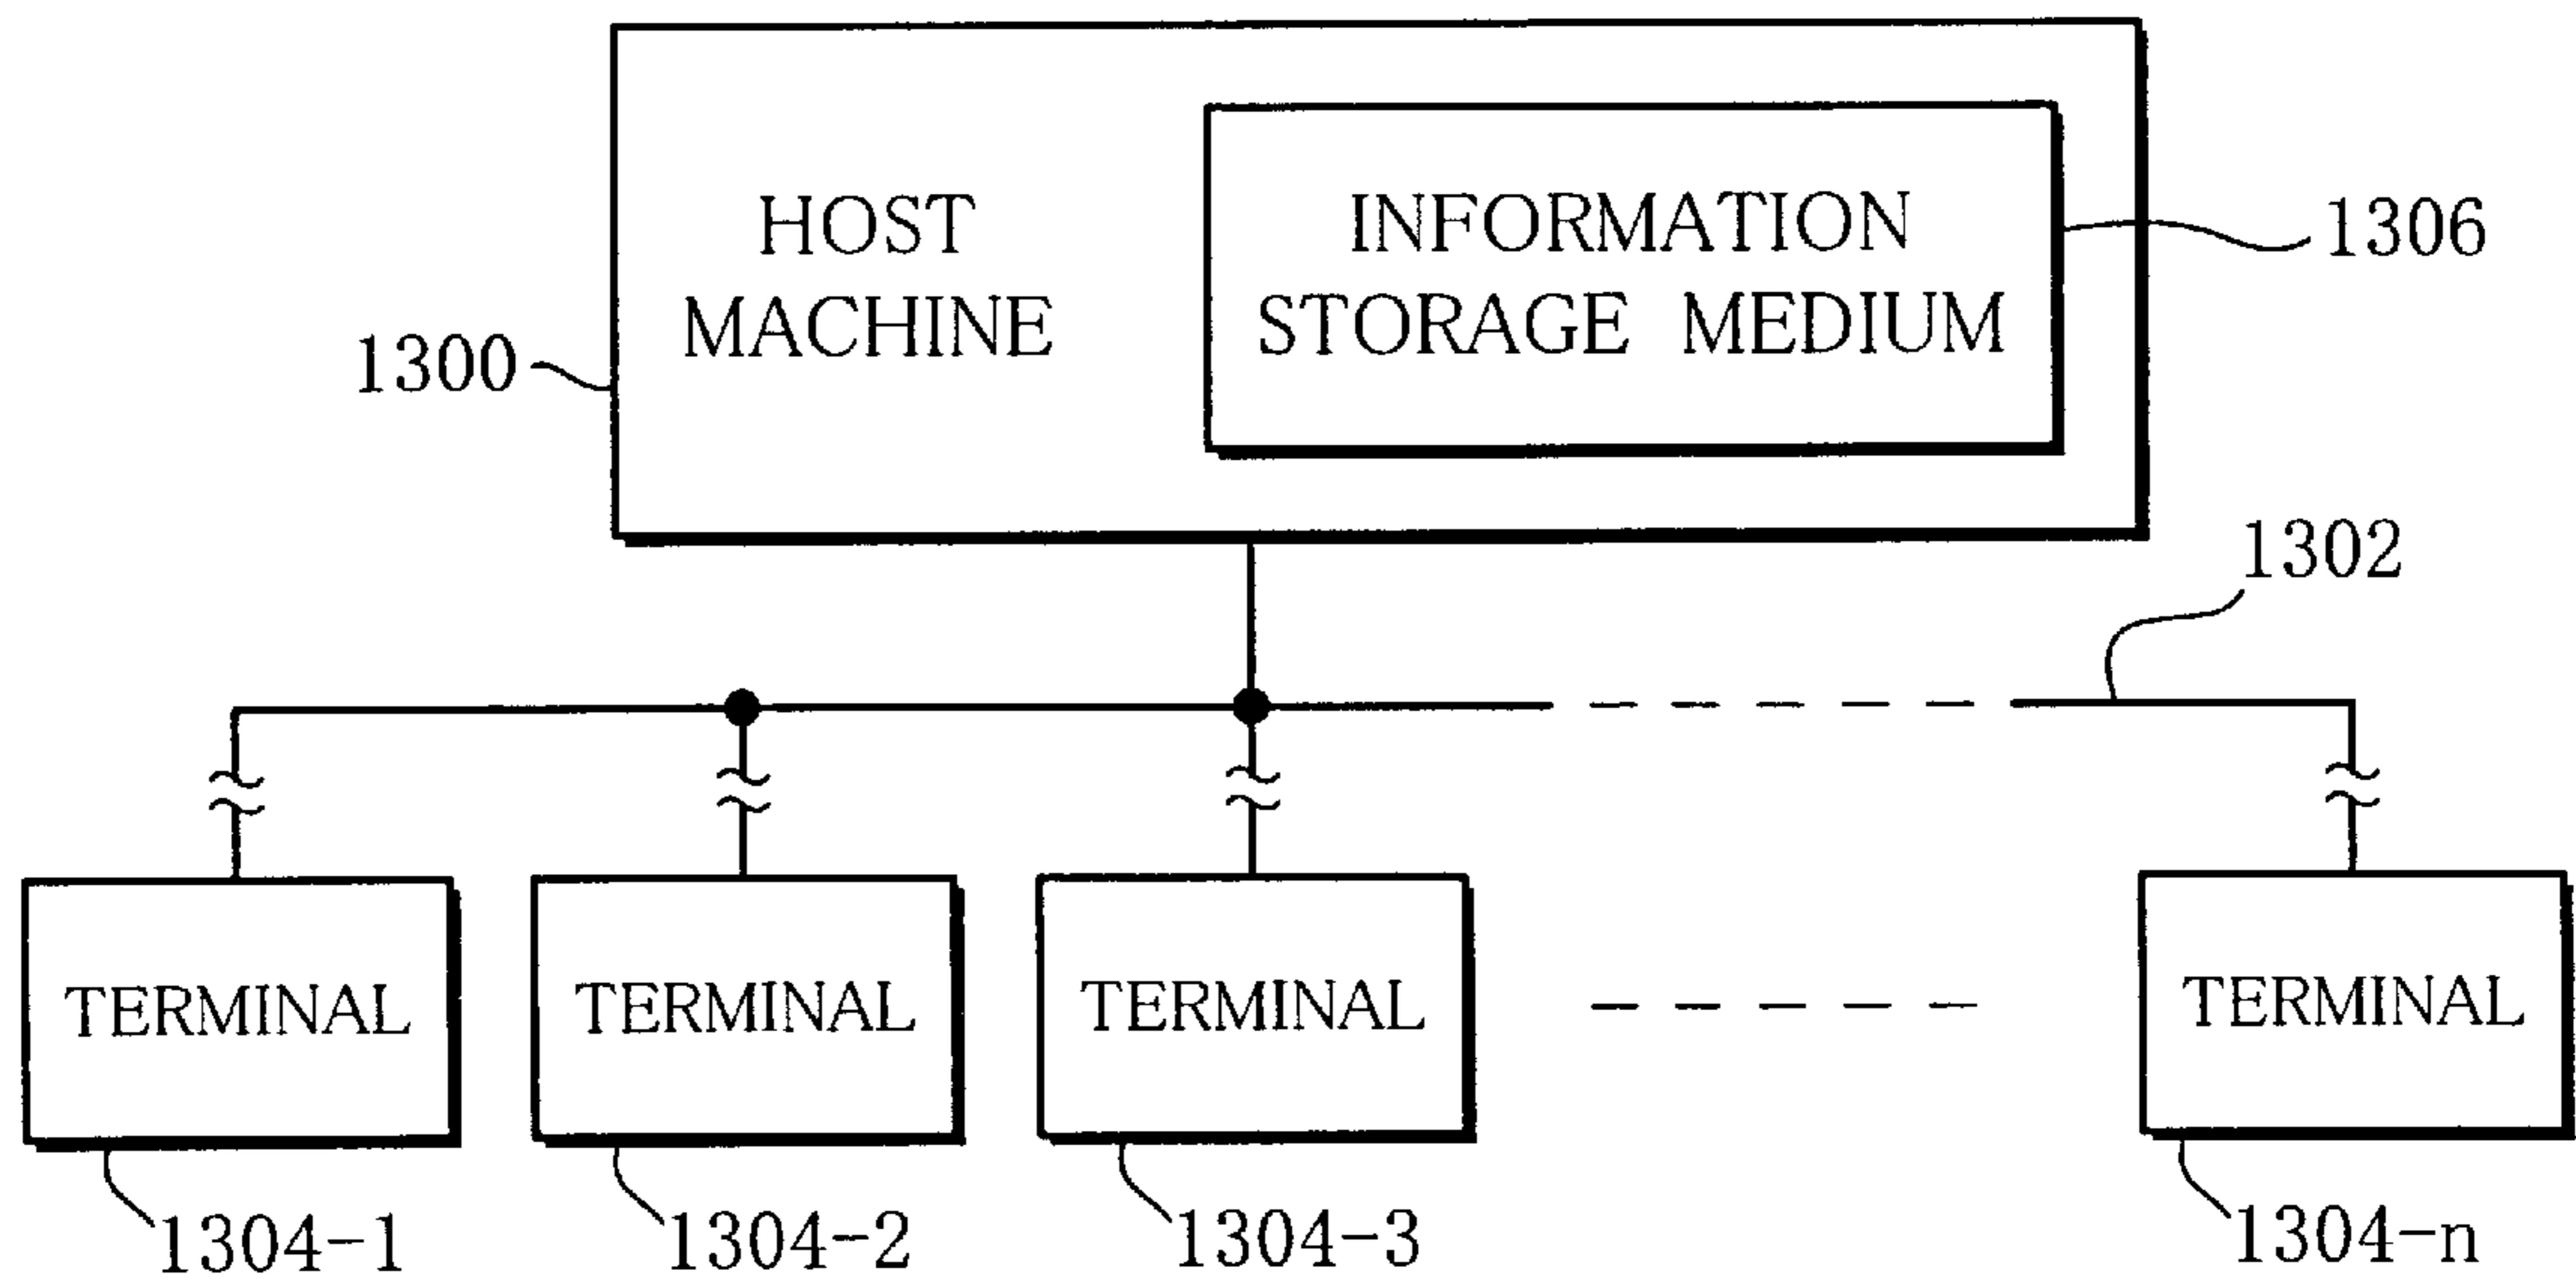 HOST
MACHINE
INFORMATION
STORAGE MEDIUM
1306
1300
1302
TERMINAL
TERMINAL
TERMINAL
TERMINAL
1304-1
1304-2
1304-3
1304-n